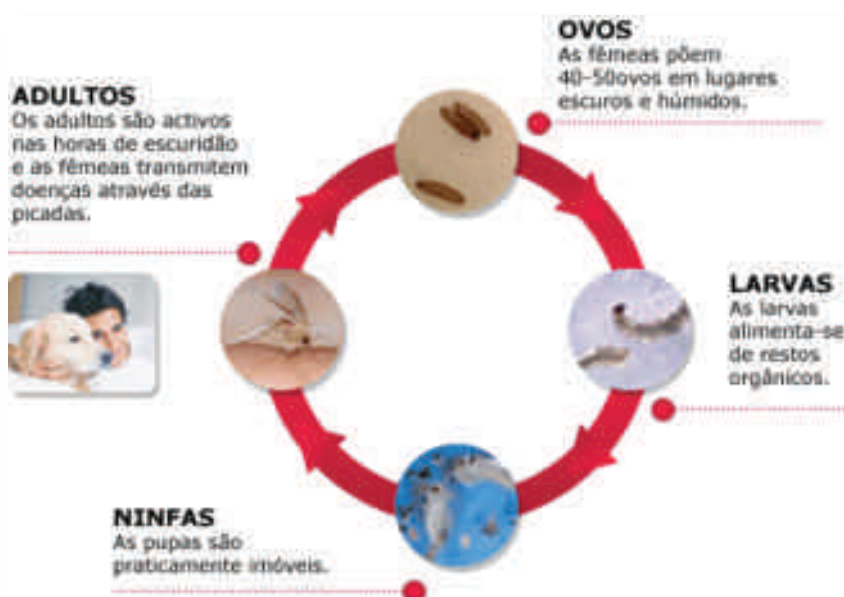 OVOS
As fêmeas põem
40-50ovos em lugares
escuros e húmidos.
ADULTOS
Os adultos são activos
nas horas de escuridão
e as fêmeas transmitem
doenças através das
picadas.
LARVAS
As larvas
alimenta-se
de restos
orgânicos.
NINFAS
As pupas são
praticamente imóveis.